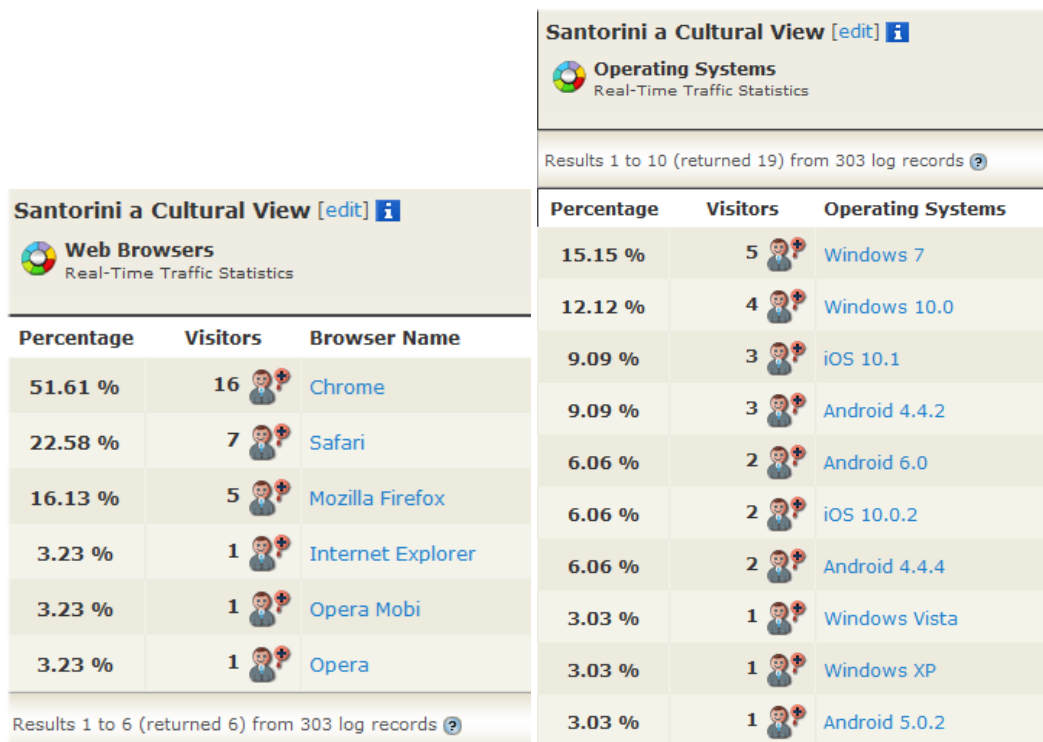 Santorini a Cultural View [edit] i
Web Browsers
Real-Time Traffic Statistics
Percentage Visitors Browser Name
51.61 % 16 Chrome
22.58 % 7 Safari
16.13 % 5 Mozilla Firefox
3.23 % 1 Internet Explorer
3.23 % 1 Opera Mobi
3.23 % 1 Opera
Results 1 to 6 (returned 6) from 303 log records ?
Santorini a Cultural View [edit] i
Operating Systems
Real-Time Traffic Statistics
Results 1 to 10 (returned 19) from 303 log records ?
Percentage Visitors Operating Systems
15.15 % 5 Windows 7
12.12 % 4 Windows 10.0
9.09 % 3 iOS 10.1
9.09 % 3 Android 4.4.2
6.06 % 2 Android 6.0
6.06 % 2 iOS 10.0.2
6.06 % 2 Android 4.4.4
3.03 % 1 Windows Vista
3.03 % 1 Windows XP
3.03 % 1 Android 5.0.2